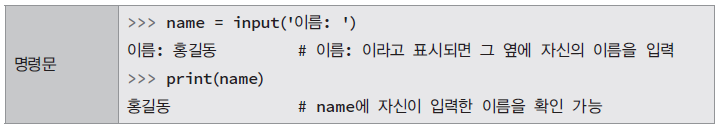 명령문
>>> name = input('이름: ')
이름: 홍길동 # 이름: 이라고 표시되면 그 옆에 자신의 이름을 입력
>>> print(name)
홍길동 # name에 자신이 입력한 이름을 확인 가능